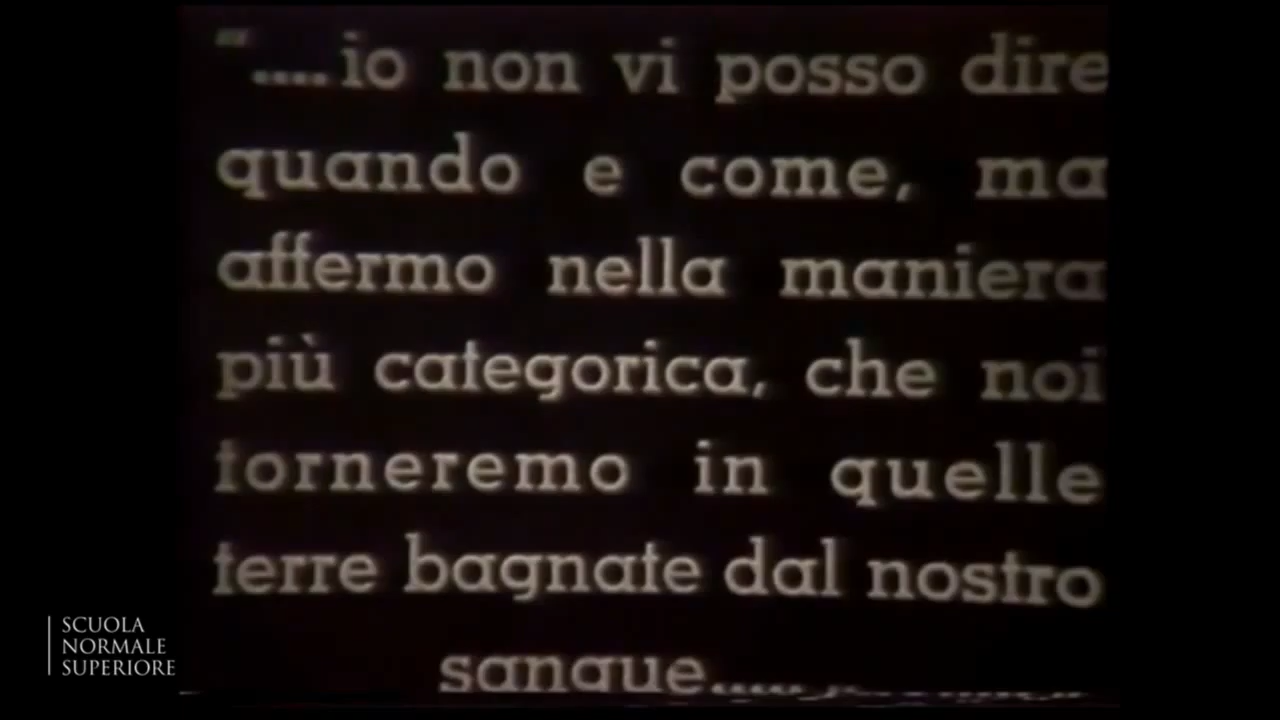 "....io non vi posso dire
quando e come, ma
affermo nella maniera
più categorica, che noi
torneremo in quelle
terre bagnate dal nostro
sangue....
SCUOLA
NORMALE
SUPERIORE